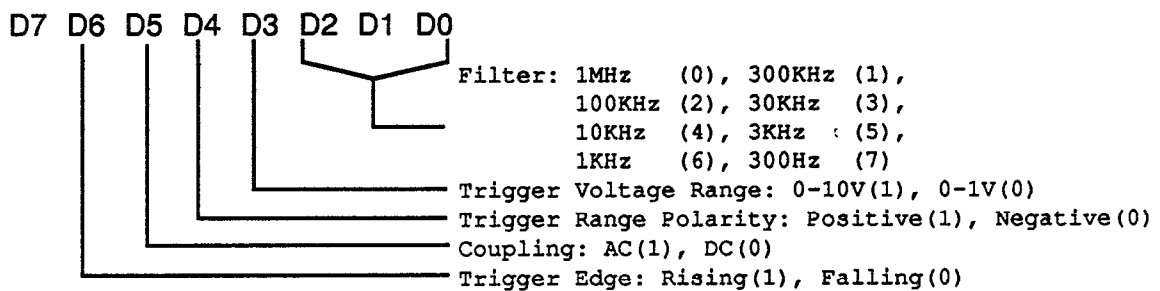 D7 D6 D5 D4 D3 D2 D1 D0
Filter: 1MHz (0), 300KHz (1),
100KHz (2), 30KHz (3),
10KHz (4), 3KHz (5),
1KHz (6), 300Hz (7)
Trigger Voltage Range: 0-10V(1), 0-1V(0)
Trigger Range Polarity: Positive(1), Negative(0)
Coupling: AC(1), DC(0)
Trigger Edge: Rising(1), Falling(0)